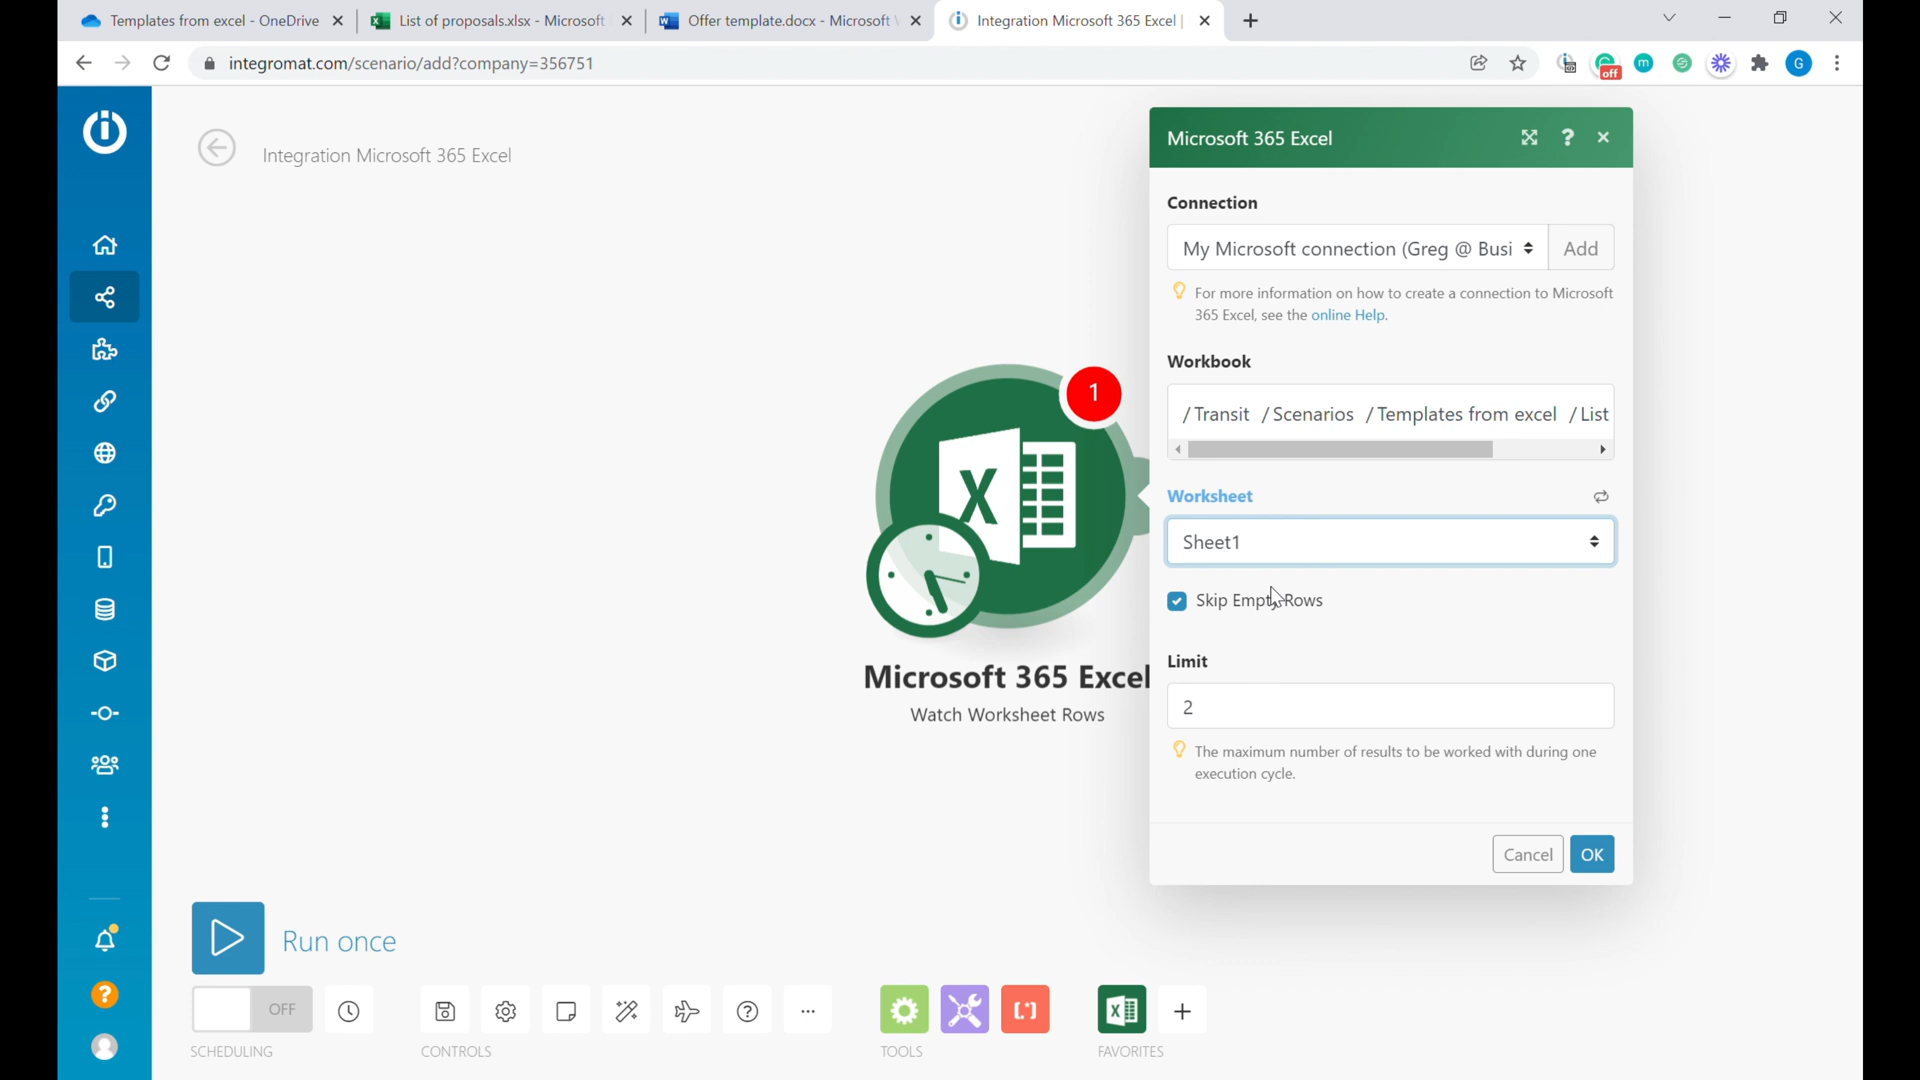 Templates from excel - OneDrive
List of proposals.xlsx - Microsoft
Offer template.docx - Microsoft
Integration Microsoft 365 Excel |
integromat.com/scenario/add?company=356751
off
m
G
Integration Microsoft 365 Excel
Microsoft 365 Excel
Connection
My Microsoft connection (Greg @ Busi
Add
For more information on how to create a connection to Microsoft
365 Excel, see the online Help.
Workbook
/ Transit / Scenarios / Templates from excel / List
Worksheet
Sheet1
Skip Empty Rows
Limit
2
The maximum number of results to be worked with during one
execution cycle.
Cancel
OK
1
Microsoft 365 Excel
Watch Worksheet Rows
Run once
OFF
SCHEDULING
CONTROLS
TOOLS
FAVORITES